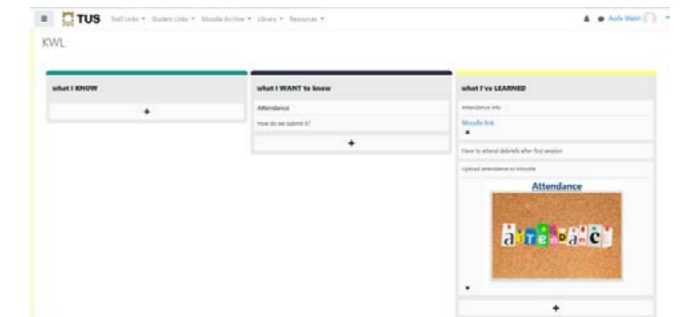 TUS Staff Links Student Links Moodle Archive Library Resources Aoife Walsh
KWL
what I KNOW
+
what I WANT to know
Attendance
How do we submit it?
+
what I've LEARNED
Attendance info
Moodle link
Have to attend debriefs after first session
Upload attendance to Moodle
Attendance
aTTENDANCE
+